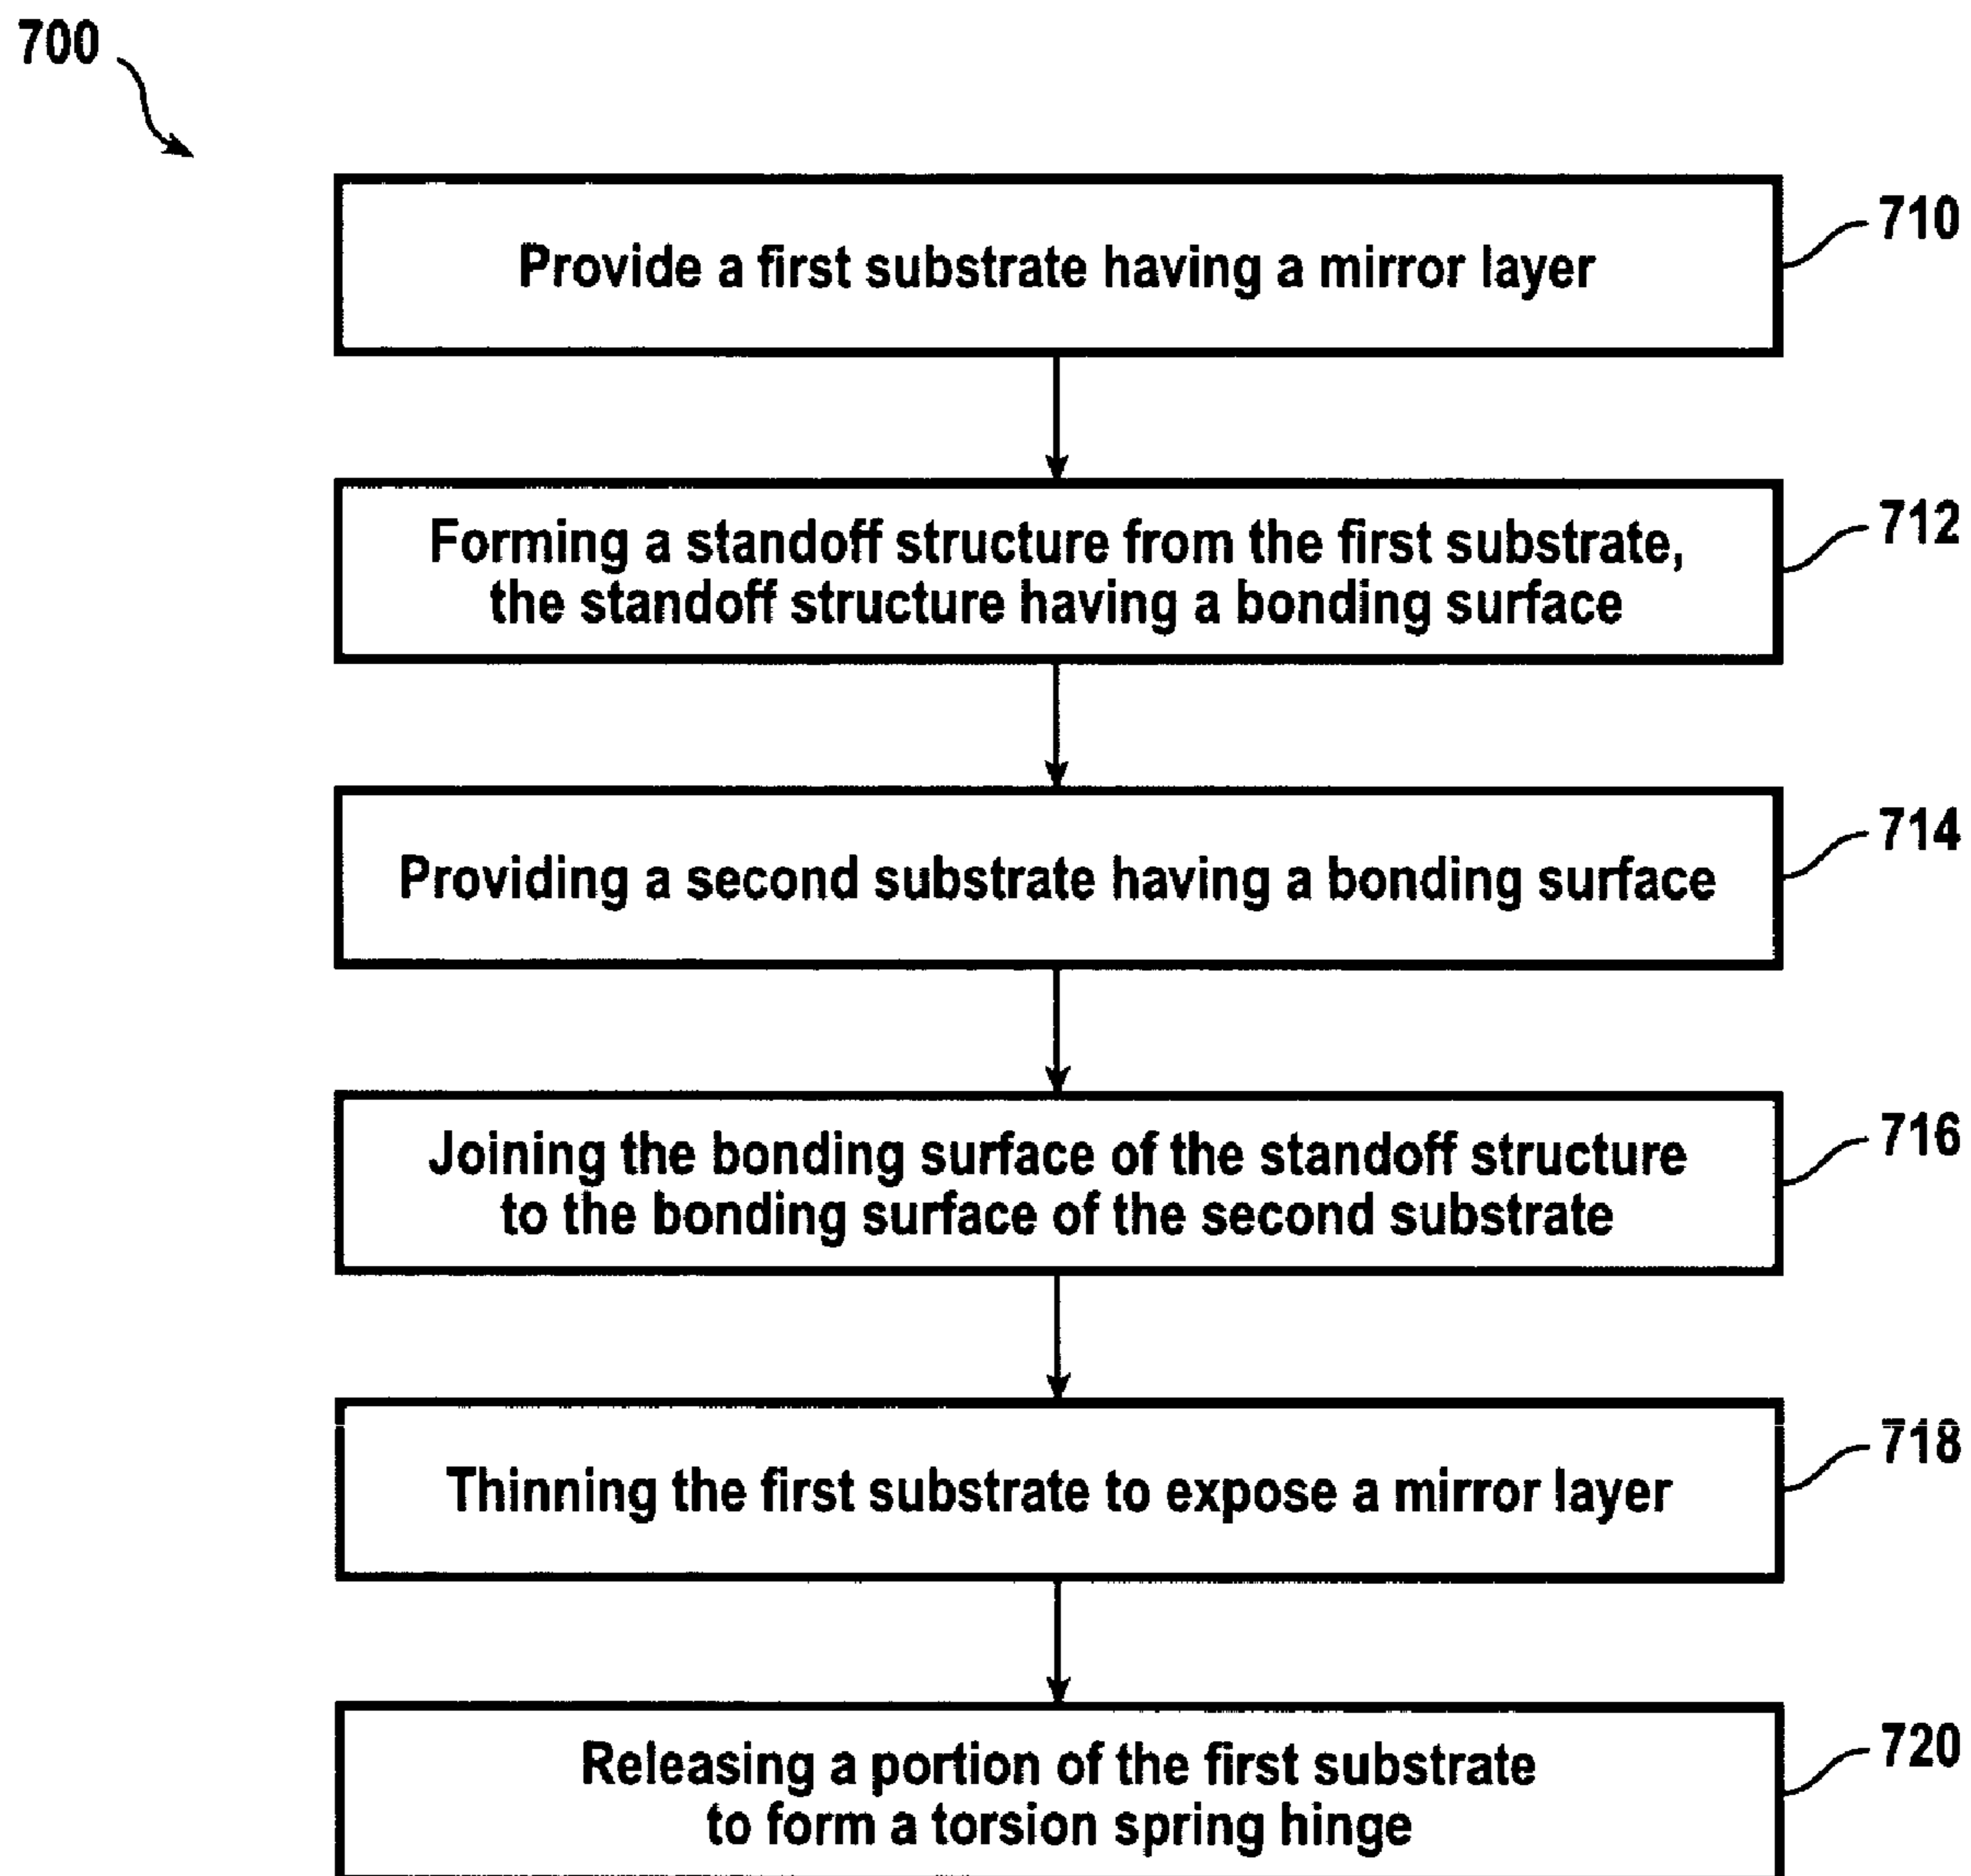 700
Provide a first substrate having a mirror layer
710
Forming a standoff structure from the first substrate,
the standoff structure having a bonding surface
712
Providing a second substrate having a bonding surface
714
Joining the bonding surface of the standoff structure
to the bonding surface of the second substrate
716
Thinning the first substrate to expose a mirror layer
718
Releasing a portion of the first substrate
to form a torsion spring hinge
720